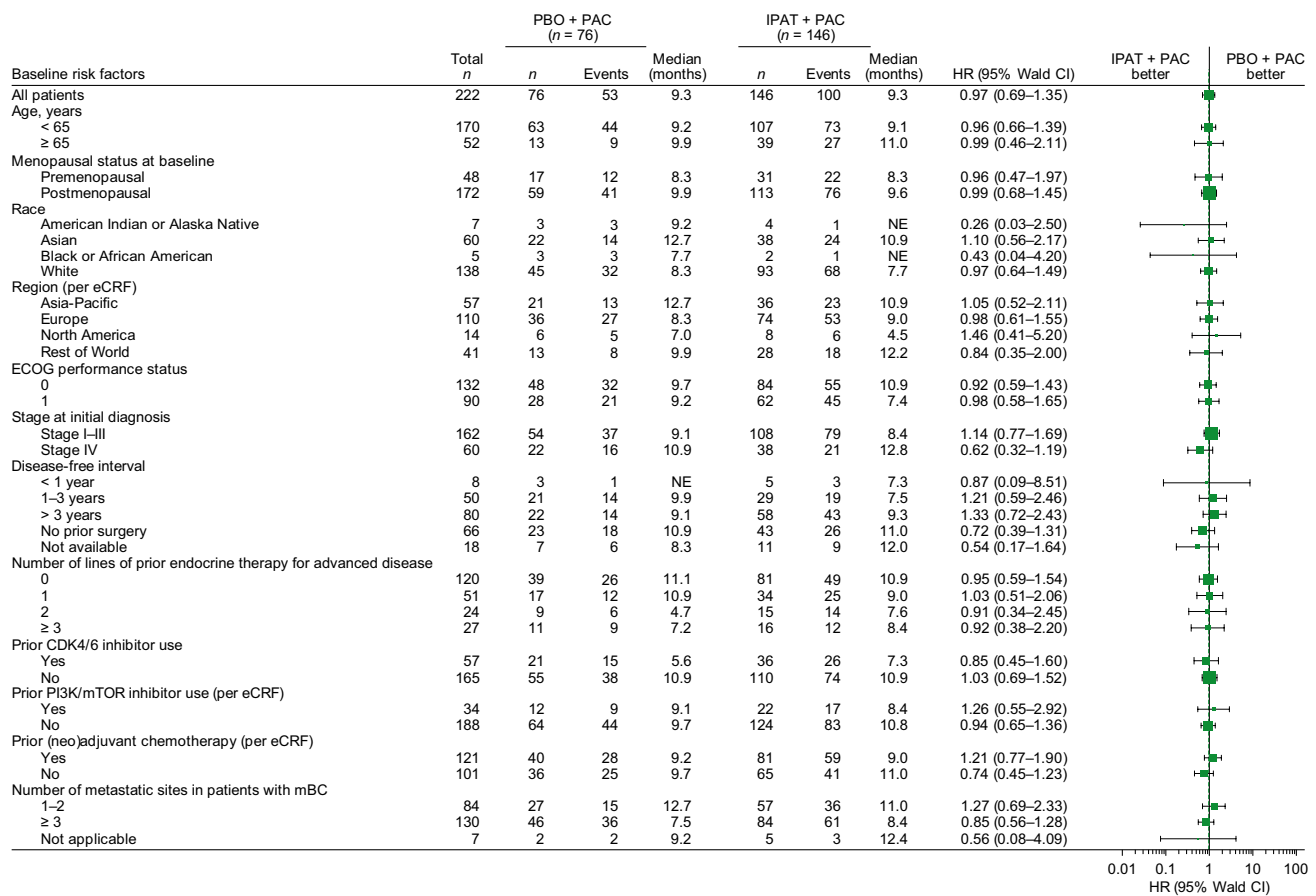 PBO + PAC IPAT + PAC
(n = 76) (n = 146)
Total Median Median IPAT + PAC PBO + PAC
Baseline risk factors n n Events (months) n Events (months) HR (95% Wald CI) better better
All patients 222 76 53 9.3 146 100 9.3 0.97 (0.69–1.35)
Age, years
< 65 170 63 44 9.2 107 73 9.1 0.96 (0.66–1.39)
≥ 65 52 13 9 9.9 39 27 11.0 0.99 (0.46–2.11)
Menopausal status at baseline
Premenopausal 48 17 12 8.3 31 22 8.3 0.96 (0.47–1.97)
Postmenopausal 172 59 41 9.9 113 76 9.6 0.99 (0.68–1.45)
Race
American Indian or Alaska Native 7 3 3 9.2 4 1 NE 0.26 (0.03–2.50)
Asian 60 22 14 12.7 38 24 10.9 1.10 (0.56–2.17)
Black or African American 5 3 3 7.7 2 1 NE 0.43 (0.04–4.20)
White 138 45 32 8.3 93 68 7.7 0.97 (0.64–1.49)
Region (per eCRF)
Asia-Pacific 57 21 13 12.7 36 23 10.9 1.05 (0.52–2.11)
Europe 110 36 27 8.3 74 53 9.0 0.98 (0.61–1.55)
North America 14 6 5 7.0 8 6 4.5 1.46 (0.41–5.20)
Rest of World 41 13 8 9.9 28 18 12.2 0.84 (0.35–2.00)
ECOG performance status
0 132 48 32 9.7 84 55 10.9 0.92 (0.59–1.43)
1 90 28 21 9.2 62 45 7.4 0.98 (0.58–1.65)
Stage at initial diagnosis
Stage I–III 162 54 37 9.1 108 79 8.4 1.14 (0.77–1.69)
Stage IV 60 22 16 10.9 38 21 12.8 0.62 (0.32–1.19)
Disease-free interval
< 1 year 8 3 1 NE 5 3 7.3 0.87 (0.09–8.51)
1–3 years 50 21 14 9.9 29 19 7.5 1.21 (0.59–2.46)
> 3 years 80 22 14 9.1 58 43 9.3 1.33 (0.72–2.43)
No prior surgery 66 23 18 10.9 43 26 11.0 0.72 (0.39–1.31)
Not available 18 7 6 8.3 11 9 12.0 0.54 (0.17–1.64)
Number of lines of prior endocrine therapy for advanced disease
0 120 39 26 11.1 81 49 10.9 0.95 (0.59–1.54)
1 51 17 12 10.9 34 25 9.0 1.03 (0.51–2.06)
2 24 9 6 4.7 15 14 7.6 0.91 (0.34–2.45)
≥ 3 27 11 9 7.2 16 12 8.4 0.92 (0.38–2.20)
Prior CDK4/6 inhibitor use
Yes 57 21 15 5.6 36 26 7.3 0.85 (0.45–1.60)
No 165 55 38 10.9 110 74 10.9 1.03 (0.69–1.52)
Prior PI3K/mTOR inhibitor use (per eCRF)
Yes 34 12 9 9.1 22 17 8.4 1.26 (0.55–2.92)
No 188 64 44 9.7 124 83 10.8 0.94 (0.65–1.36)
Prior (neo)adjuvant chemotherapy (per eCRF)
Yes 121 40 28 9.2 81 59 9.0 1.21 (0.77–1.90)
No 101 36 25 9.7 65 41 11.0 0.74 (0.45–1.23)
Number of metastatic sites in patients with mBC
1–2 84 27 15 12.7 57 36 11.0 1.27 (0.69–2.33)
≥ 3 130 46 36 7.5 84 61 8.4 0.85 (0.56–1.28)
Not applicable 7 2 2 9.2 5 3 12.4 0.56 (0.08–4.09)
0.01 0.1 1 10 100
HR (95% Wald CI)